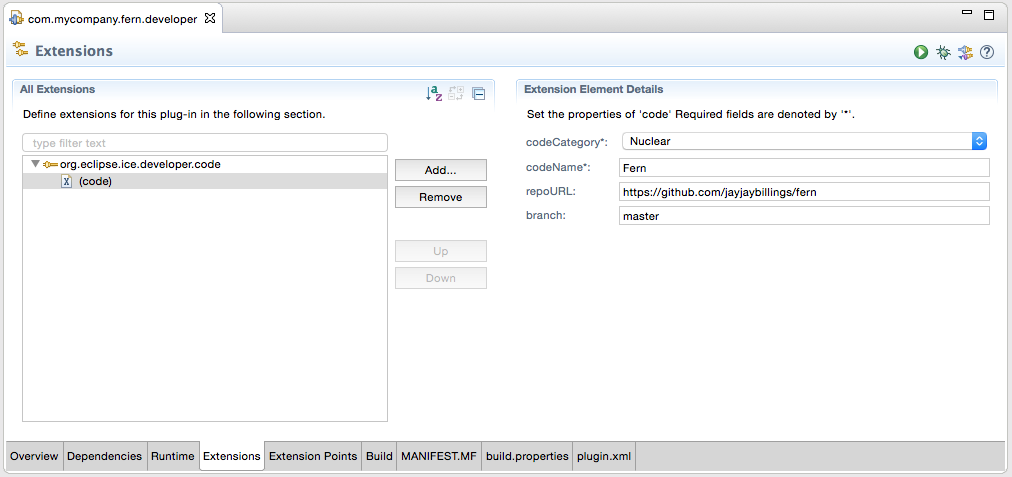 com.mycompany.fern.developer
Extensions
All Extensions
Define extensions for this plug-in in the following section.
type filter text
org.eclipse.ice.developer.code
(code)
Add...
Remove
Up
Down
Extension Element Details
Set the properties of 'code' Required fields are denoted by '*'.
codeCategory*: Nuclear
codeName*: Fern
repoURL: https://github.com/jayjaybillings/fern
branch: master
Overview Dependencies Runtime Extensions Extension Points Build MANIFEST.MF build.properties plugin.xml